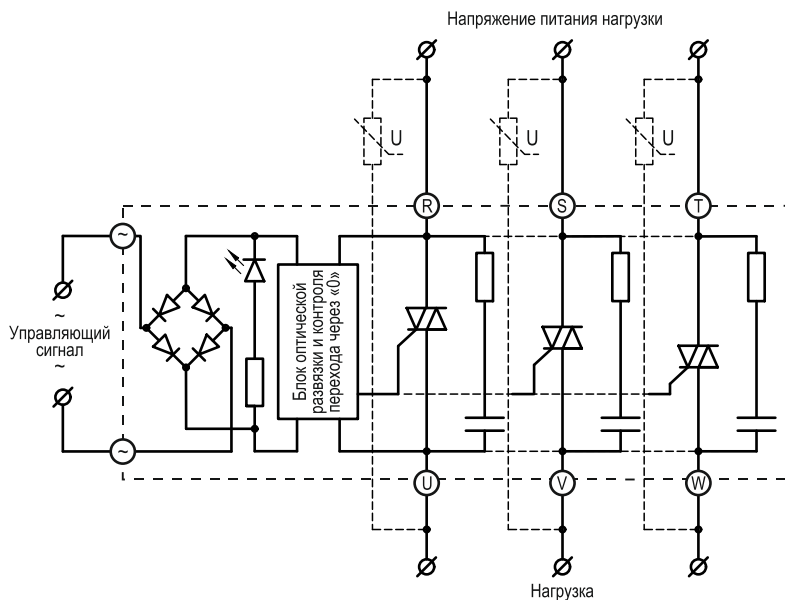 Напряжение питания нагрузки
U
U
U
R
S
T
~
~
Управляющий
сигнал
~
~
Блок оптической
развязки и контроля
перехода через «0»
U
V
W
Нагрузка